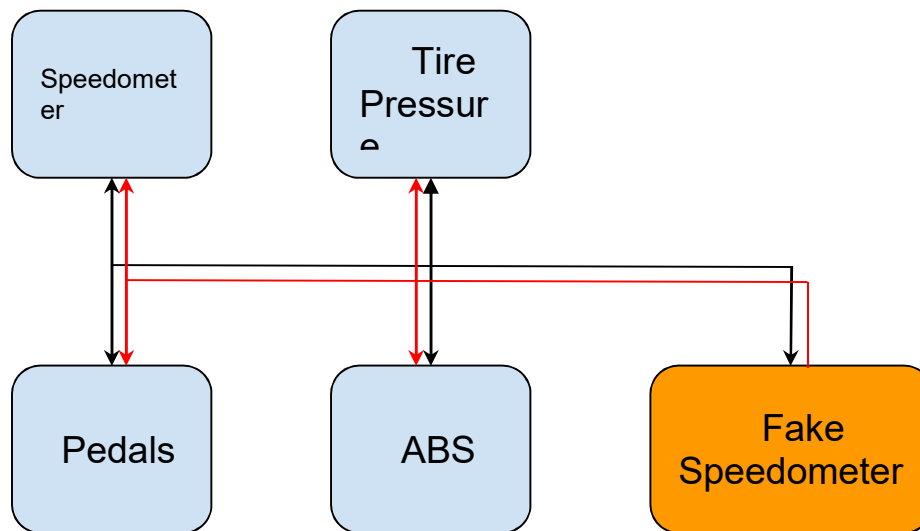 Speedomet
er
Tire
Pressur
e
Pedals
ABS
Fake
Speedometer